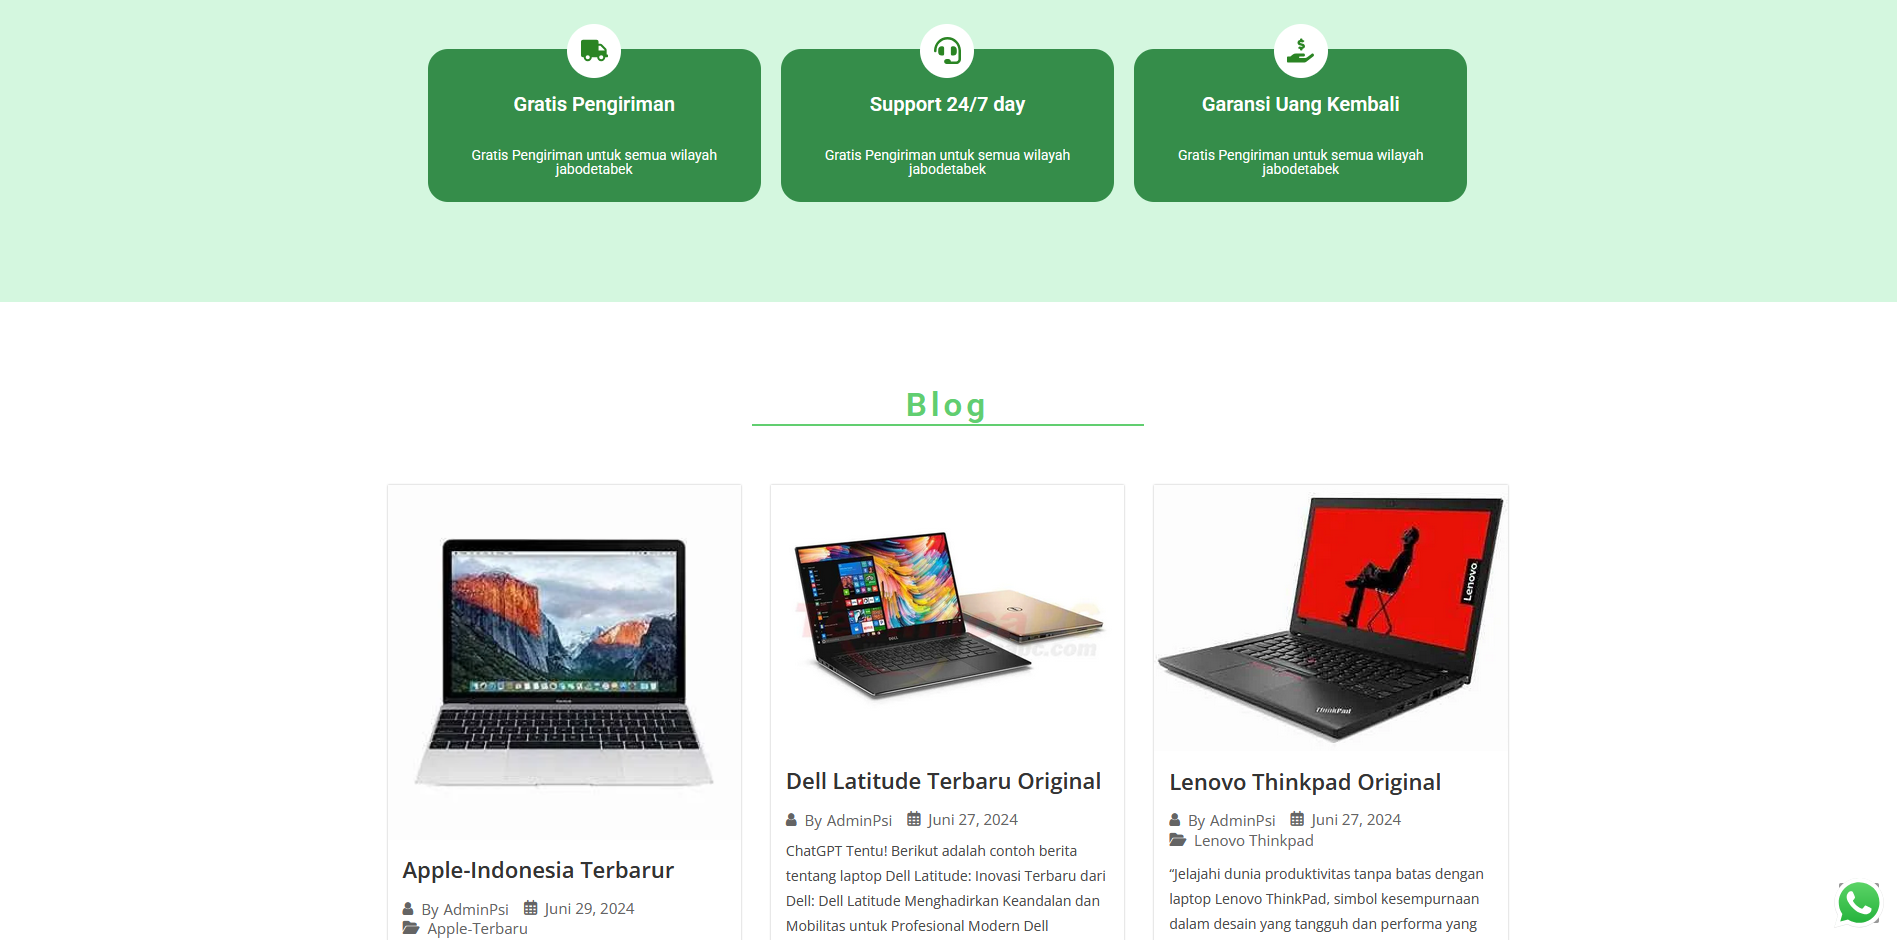 Gratis Pengiriman
Gratis Pengiriman untuk semua wilayah
jabodetabek
Support 24/7 day
Gratis Pengiriman untuk semua wilayah
jabodetabek
Garansi Uang Kembali
Gratis Pengiriman untuk semua wilayah
jabodetabek
Blog
Apple-Indonesia Terbarur
By AdminPsi Juni 29, 2024
Apple-Terbaru
Dell Latitude Terbaru Original
By AdminPsi Juni 27, 2024
ChatGPT Tentu! Berikut adalah contoh berita
tentang laptop Dell Latitude: Inovasi Terbaru dari
Dell: Dell Latitude Menghadirkan Keandalan dan
Mobilitas untuk Profesional Modern Dell
Lenovo
ThinkPad
Lenovo Thinkpad Original
By AdminPsi Juni 27, 2024
Lenovo Thinkpad
“Jelajahi dunia produktivitas tanpa batas dengan
laptop Lenovo ThinkPad, simbol kesempurnaan
dalam desain yang tangguh dan performa yang